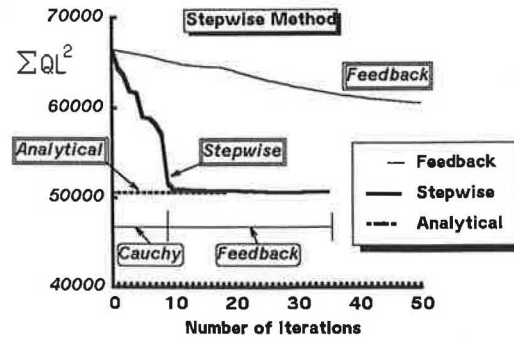 Stepwise Method
70000
ΣQL²
Feedback
60000
Analytical
Stepwise
Feedback
Stepwise
Analytical
50000
Cauchy
Feedback
40000
0 10 20 30 40 50
Number of Iterations